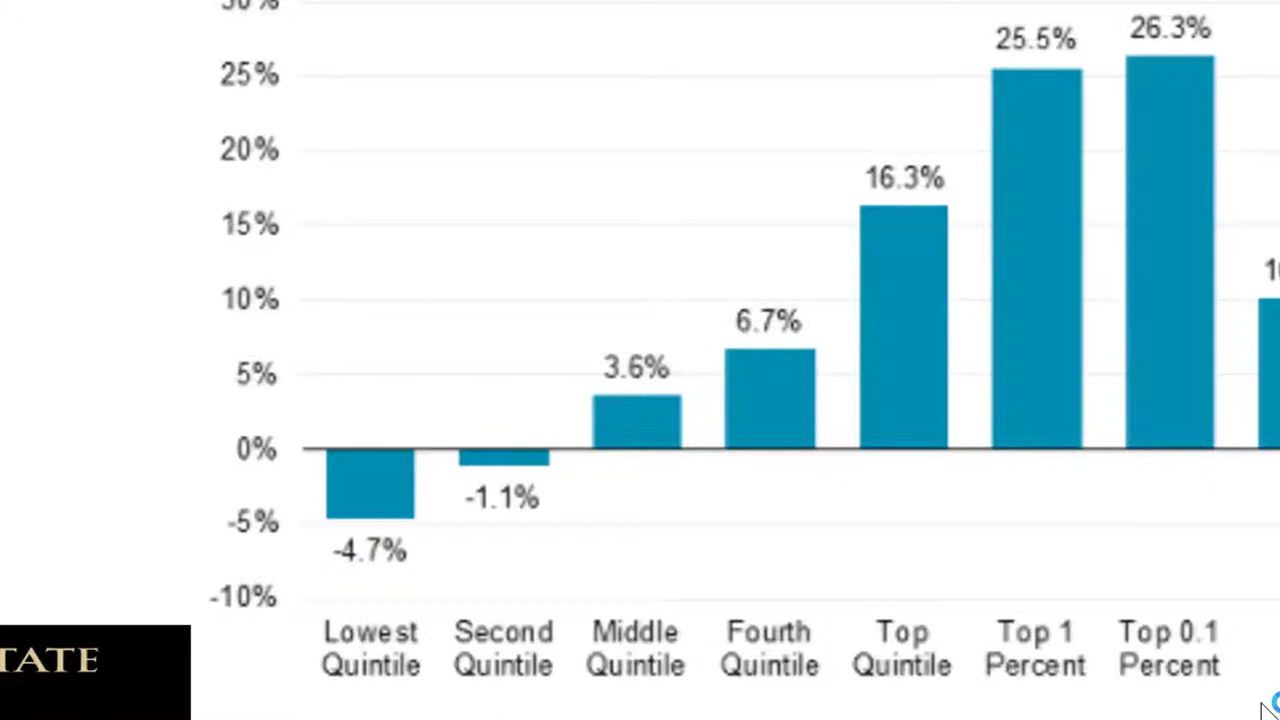 30%
26.3%
25.5%
25%
20%
16.3%
15%
10%
6.7%
3.6%
5%
0%
-1.1%
-5%
-4.7%
-10%
Lowest Quintile
Second Quintile
Middle Quintile
Fourth Quintile
Top Quintile
Top 1 Percent
Top 0.1 Percent
TATE